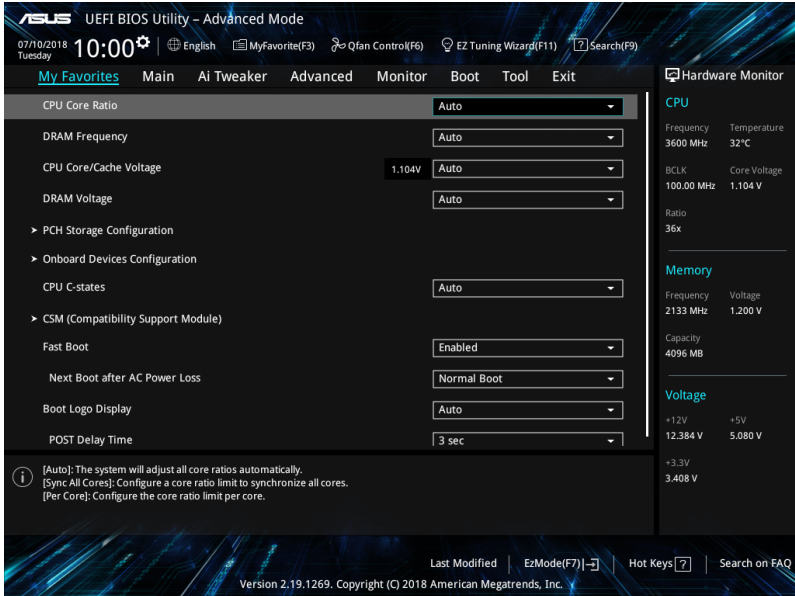 ASUS UEFI BIOS Utility – Advanced Mode
07/10/2018 Tuesday 10:00 English MyFavorite(F3) Qfan Control(F6) EZ Tuning Wizard(F11) ? Search(F9)
My Favorites Main Ai Tweaker Advanced Monitor Boot Tool Exit
CPU Core Ratio Auto
DRAM Frequency Auto
CPU Core/Cache Voltage 1.104V Auto
DRAM Voltage Auto
> PCH Storage Configuration
> Onboard Devices Configuration
CPU C-states Auto
> CSM (Compatibility Support Module)
Fast Boot Enabled
Next Boot after AC Power Loss Normal Boot
Boot Logo Display Auto
POST Delay Time 3 sec
[Auto]: The system will adjust all core ratios automatically.
[Sync All Cores]: Configure a core ratio limit to synchronize all cores.
[Per Core]: Configure the core ratio limit per core.
Hardware Monitor
CPU
Frequency Temperature
3600 MHz 32°C
BCLK Core Voltage
100.00 MHz 1.104 V
Ratio
36x
Memory
Frequency Voltage
2133 MHz 1.200 V
Capacity
4096 MB
Voltage
+12V +5V
12.384 V 5.080 V
+3.3V
3.408 V
Last Modified EzMode(F7) Hot Keys ? Search on FAQ
Version 2.19.1269. Copyright (C) 2018 American Megatrends, Inc.